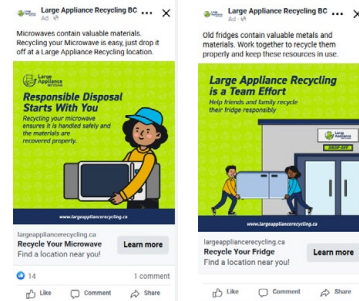 Large Appliance Recycling BC
Ad
Microwaves contain valuable materials.
Recycling your Microwave is easy, just drop it
off at a Large Appliance Recycling location.
Large
Appliance
Responsible Disposal
Starts With You
Recycling your microwave
ensures it is handled safely and
the materials are
recovered properly.
www.largeappliancerecycling.ca
largeappliancerecycling.ca
Recycle Your Microwave
Find a location near you!
Learn more
14
1 comment
Like
Comment
Share
Large Appliance Recycling BC
Ad
Old fridges contain valuable metals and
materials. Work together to recycle them
properly and keep these resources in use.
Large Appliance Recycling
is a Team Effort
Help friends and family recycle
their fridge responsibly
www.largeappliancerecycling.ca
largeappliancerecycling.ca
Recycle Your Fridge
Find a location near you!
Learn more
Like
Comment
Share